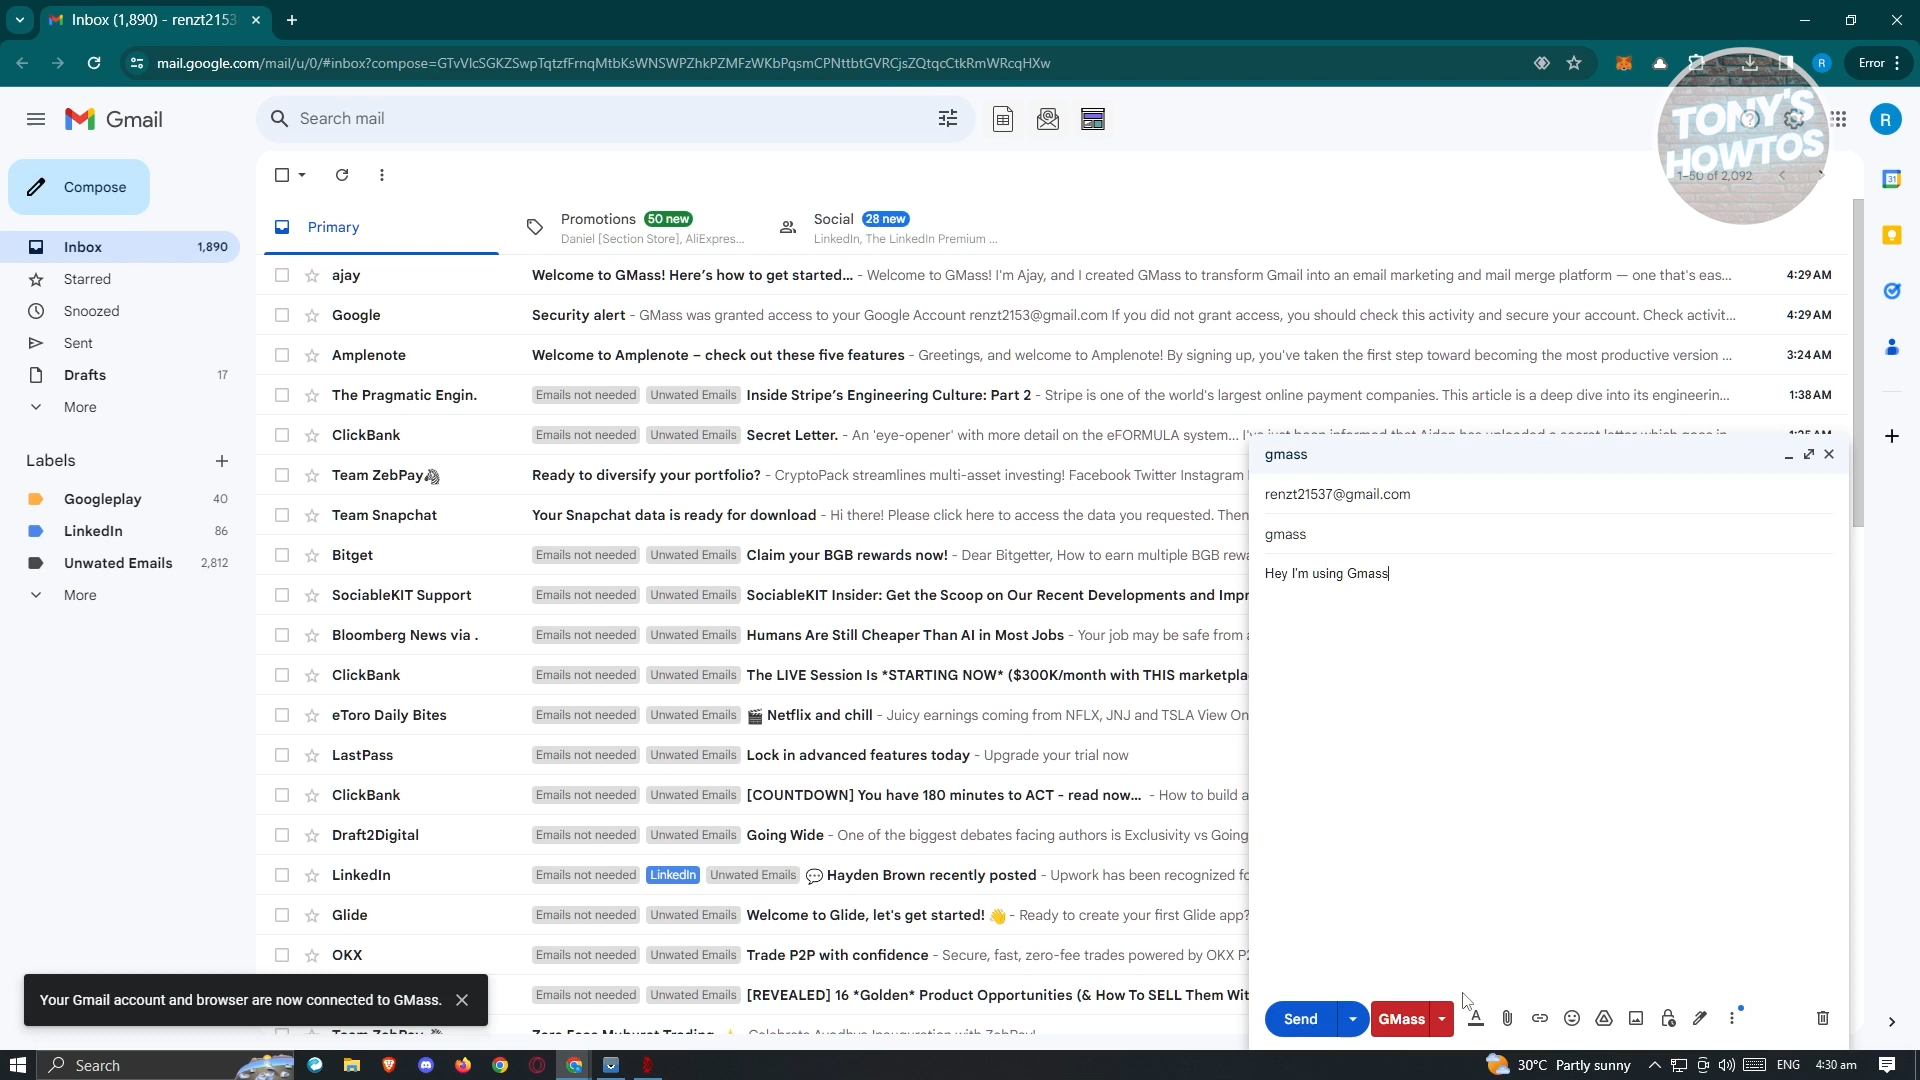 Inbox (1,890) - renzt2153
mail.google.com/mail/u/0/#inbox?compose=GTvVlcSGKZSwpTqtzfFrnqMtbKsWNSWPZhkPZMFzWKbPqsmCPNttbtGVRCjsZQtqcCtkRmWRcqHXw
R
Error
Gmail
Search mail
TONY'S
HOWTOS
R
Compose
1–50 of 2,092
31
Primary
Promotions 50 new
Daniel [Section Store], AliExpres...
Social 28 new
LinkedIn, The LinkedIn Premium ...
Inbox 1,890
Starred
Snoozed
Sent
Drafts 17
More
Labels
Googleplay 40
LinkedIn 86
Unwated Emails 2,812
More
ajay Welcome to GMass! Here's how to get started... - Welcome to GMass! I'm Ajay, and I created GMass to transform Gmail into an email marketing and mail merge platform — one that's eas... 4:29 AM
Google Security alert - GMass was granted access to your Google Account renzt2153@gmail.com If you did not grant access, you should check this activity and secure your account. Check activit... 4:29 AM
Amplenote Welcome to Amplenote – check out these five features - Greetings, and welcome to Amplenote! By signing up, you've taken the first step toward becoming the most productive version ... 3:24 AM
The Pragmatic Engin. Emails not needed Unwated Emails Inside Stripe's Engineering Culture: Part 2 - Stripe is one of the world's largest online payment companies. This article is a deep dive into its engineerin... 1:38 AM
ClickBank Emails not needed Unwated Emails Secret Letter. - An 'eye-opener' with more detail on the eFORMULA system...
Team ZebPay🦓 Ready to diversify your portfolio? - CryptoPack streamlines multi-asset investing! Facebook Twitter Instagram
Team Snapchat Your Snapchat data is ready for download - Hi there! Please click here to access the data you requested. Then
Bitget Emails not needed Unwated Emails Claim your BGB rewards now! - Dear Bitgetter, How to earn multiple BGB rewa
SociableKIT Support Emails not needed Unwated Emails SociableKIT Insider: Get the Scoop on Our Recent Developments and Impr
Bloomberg News via . Emails not needed Unwated Emails Humans Are Still Cheaper Than AI in Most Jobs - Your job may be safe from a
ClickBank Emails not needed Unwated Emails The LIVE Session Is *STARTING NOW* ($300K/month with THIS marketpla
eToro Daily Bites Emails not needed Unwated Emails 🎬 Netflix and chill - Juicy earnings coming from NFLX, JNJ and TSLA View On
LastPass Emails not needed Unwated Emails Lock in advanced features today - Upgrade your trial now
ClickBank Emails not needed Unwated Emails [COUNTDOWN] You have 180 minutes to ACT - read now... - How to build a
Draft2Digital Emails not needed Unwated Emails Going Wide - One of the biggest debates facing authors is Exclusivity vs Going
LinkedIn Emails not needed LinkedIn Unwated Emails 💬 Hayden Brown recently posted - Upwork has been recognized fo
Glide Emails not needed Unwated Emails Welcome to Glide, let's get started! 👋 - Ready to create your first Glide app?
OKX Emails not needed Unwated Emails Trade P2P with confidence - Secure, fast, zero-fee trades powered by OKX P2
Emails not needed Unwated Emails [REVEALED] 16 *Golden* Product Opportunities (& How To SELL Them Wit
gmass
renzt21537@gmail.com
gmass
Hey I'm using Gmass
Your Gmail account and browser are now connected to GMass.
Send GMass
Search
30°C Partly sunny
ENG
4:30 am